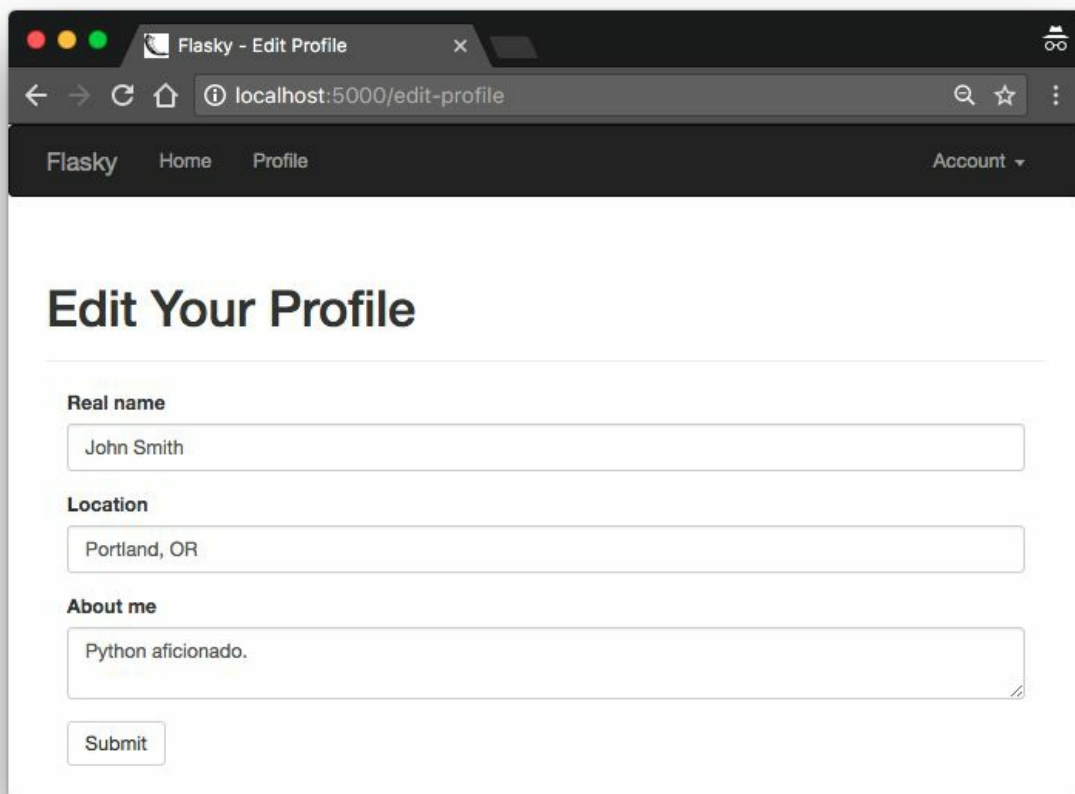 Flasky - Edit Profile
localhost:5000/edit-profile
Flasky Home Profile Account
Edit Your Profile
Real name
John Smith
Location
Portland, OR
About me
Python aficionado.
Submit